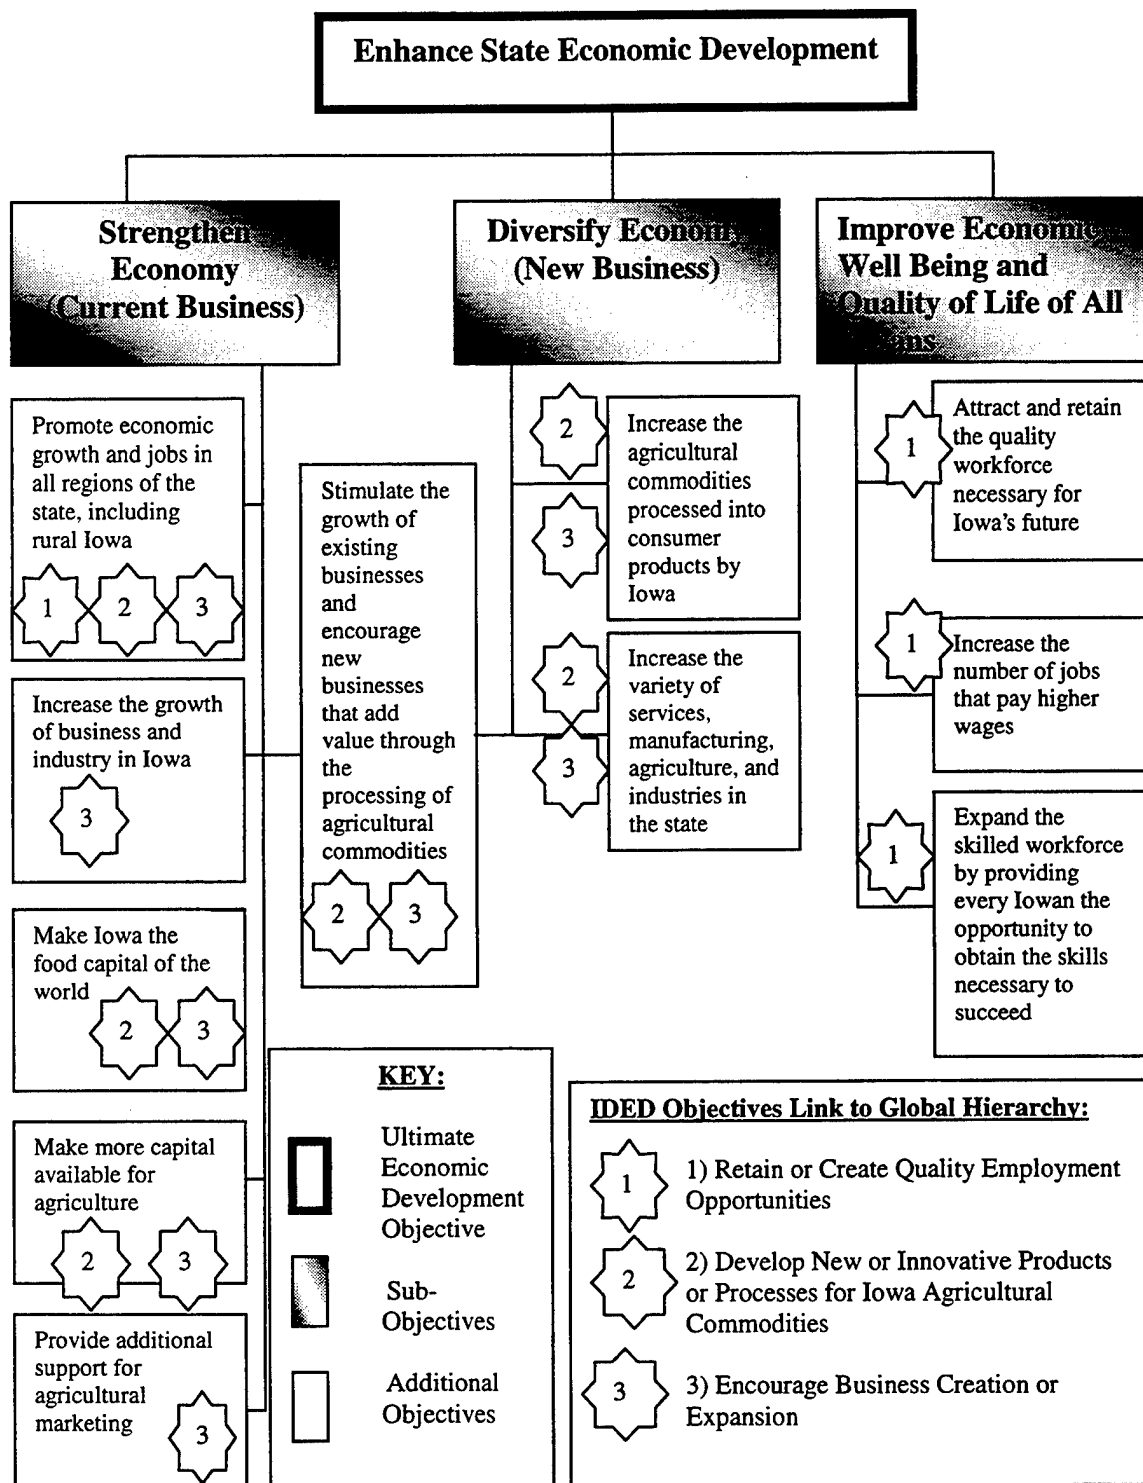 Enhance State Economic Development
Strengthen
Economy
(Current Business)
Diversify Economy
(New Business)
Improve Economic
Well Being and
Quality of Life of All
Promote economic
growth and jobs in
all regions of the
state, including
rural Iowa
1 2 3
Increase the growth
of business and
industry in Iowa
3
Make Iowa the
food capital of the
world
2 3
Make more capital
available for
agriculture
2 3
Provide additional
support for
agricultural
marketing
3
Stimulate the
growth of
existing
businesses
and
encourage
new
businesses
that add
value through
the
processing of
agricultural
commodities
2 3
2
3
Increase the
agricultural
commodities
processed into
consumer
products by
Iowa
2
3
Increase the
variety of
services,
manufacturing,
agriculture, and
industries in
the state
1
Attract and retain
the quality
workforce
necessary for
Iowa's future
1
Increase the
number of jobs
that pay higher
wages
1
Expand the
skilled workforce
by providing
every Iowan the
opportunity to
obtain the skills
necessary to
succeed
KEY:
Ultimate
Economic
Development
Objective
Sub-
Objectives
Additional
Objectives
IDED Objectives Link to Global Hierarchy:
1
1) Retain or Create Quality Employment
Opportunities
2
2) Develop New or Innovative Products
or Processes for Iowa Agricultural
Commodities
3
3) Encourage Business Creation or
Expansion